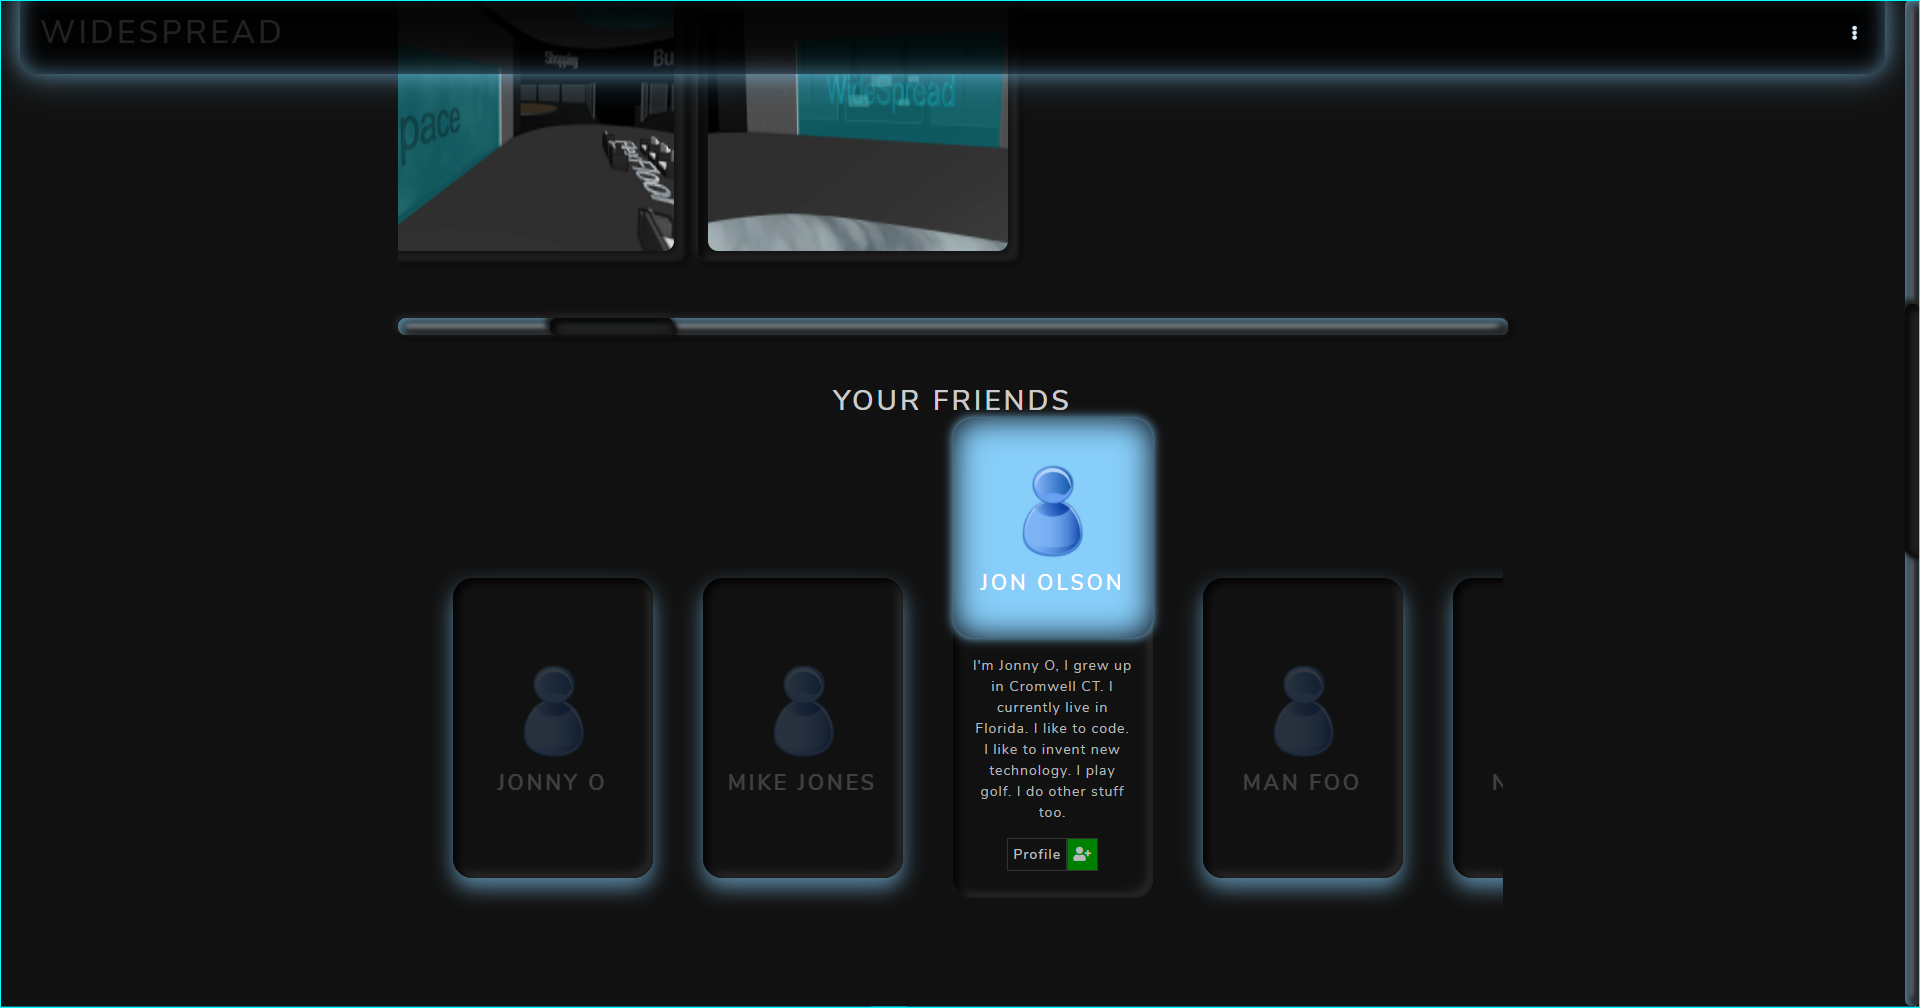 WIDESPREAD
Shopping
Bu
pace
WideSpread
YOUR FRIENDS
JON OLSON
I'm Jonny O, I grew up
in Cromwell CT. I
currently live in
Florida. I like to code.
I like to invent new
technology. I play
golf. I do other stuff
too.
Profile
JONNY O
MIKE JONES
MAN FOO